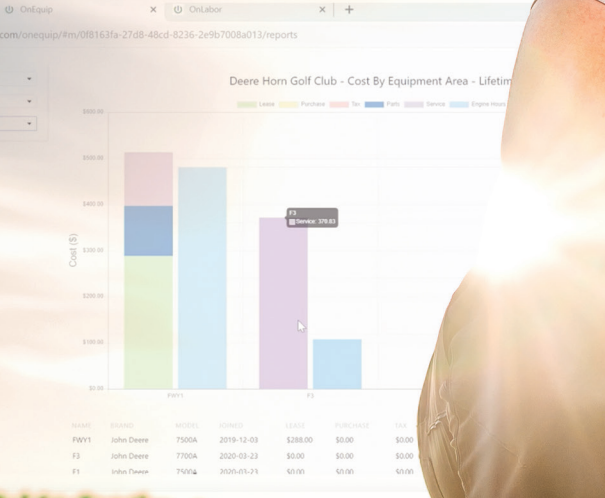 OnEquip × OnLabor × +
com/onequip/#m/0f8163fa-27d8-48cd-8236-2e9b7008a013/reports
Deere Horn Golf Club - Cost By Equipment Area - Lifetim
Lease Purchase Tax Parts Service Engine Hours
$600.00
$500.00
$400.00
$300.00
$200.00
$100.00
$0.00
Cost ($)
F3
Service: 379.83
FWY1 F3
NAME BRAND MODEL JOINED LEASE PURCHASE TAX
FWY1 John Deere 7500A 2019-12-03 $288.00 $0.00 $0.00
F3 John Deere 7700A 2020-03-23 $0.00 $0.00 $0.00
F1 John Deere 7500A 2020-03-23 $0.00 $0.00 $0.00